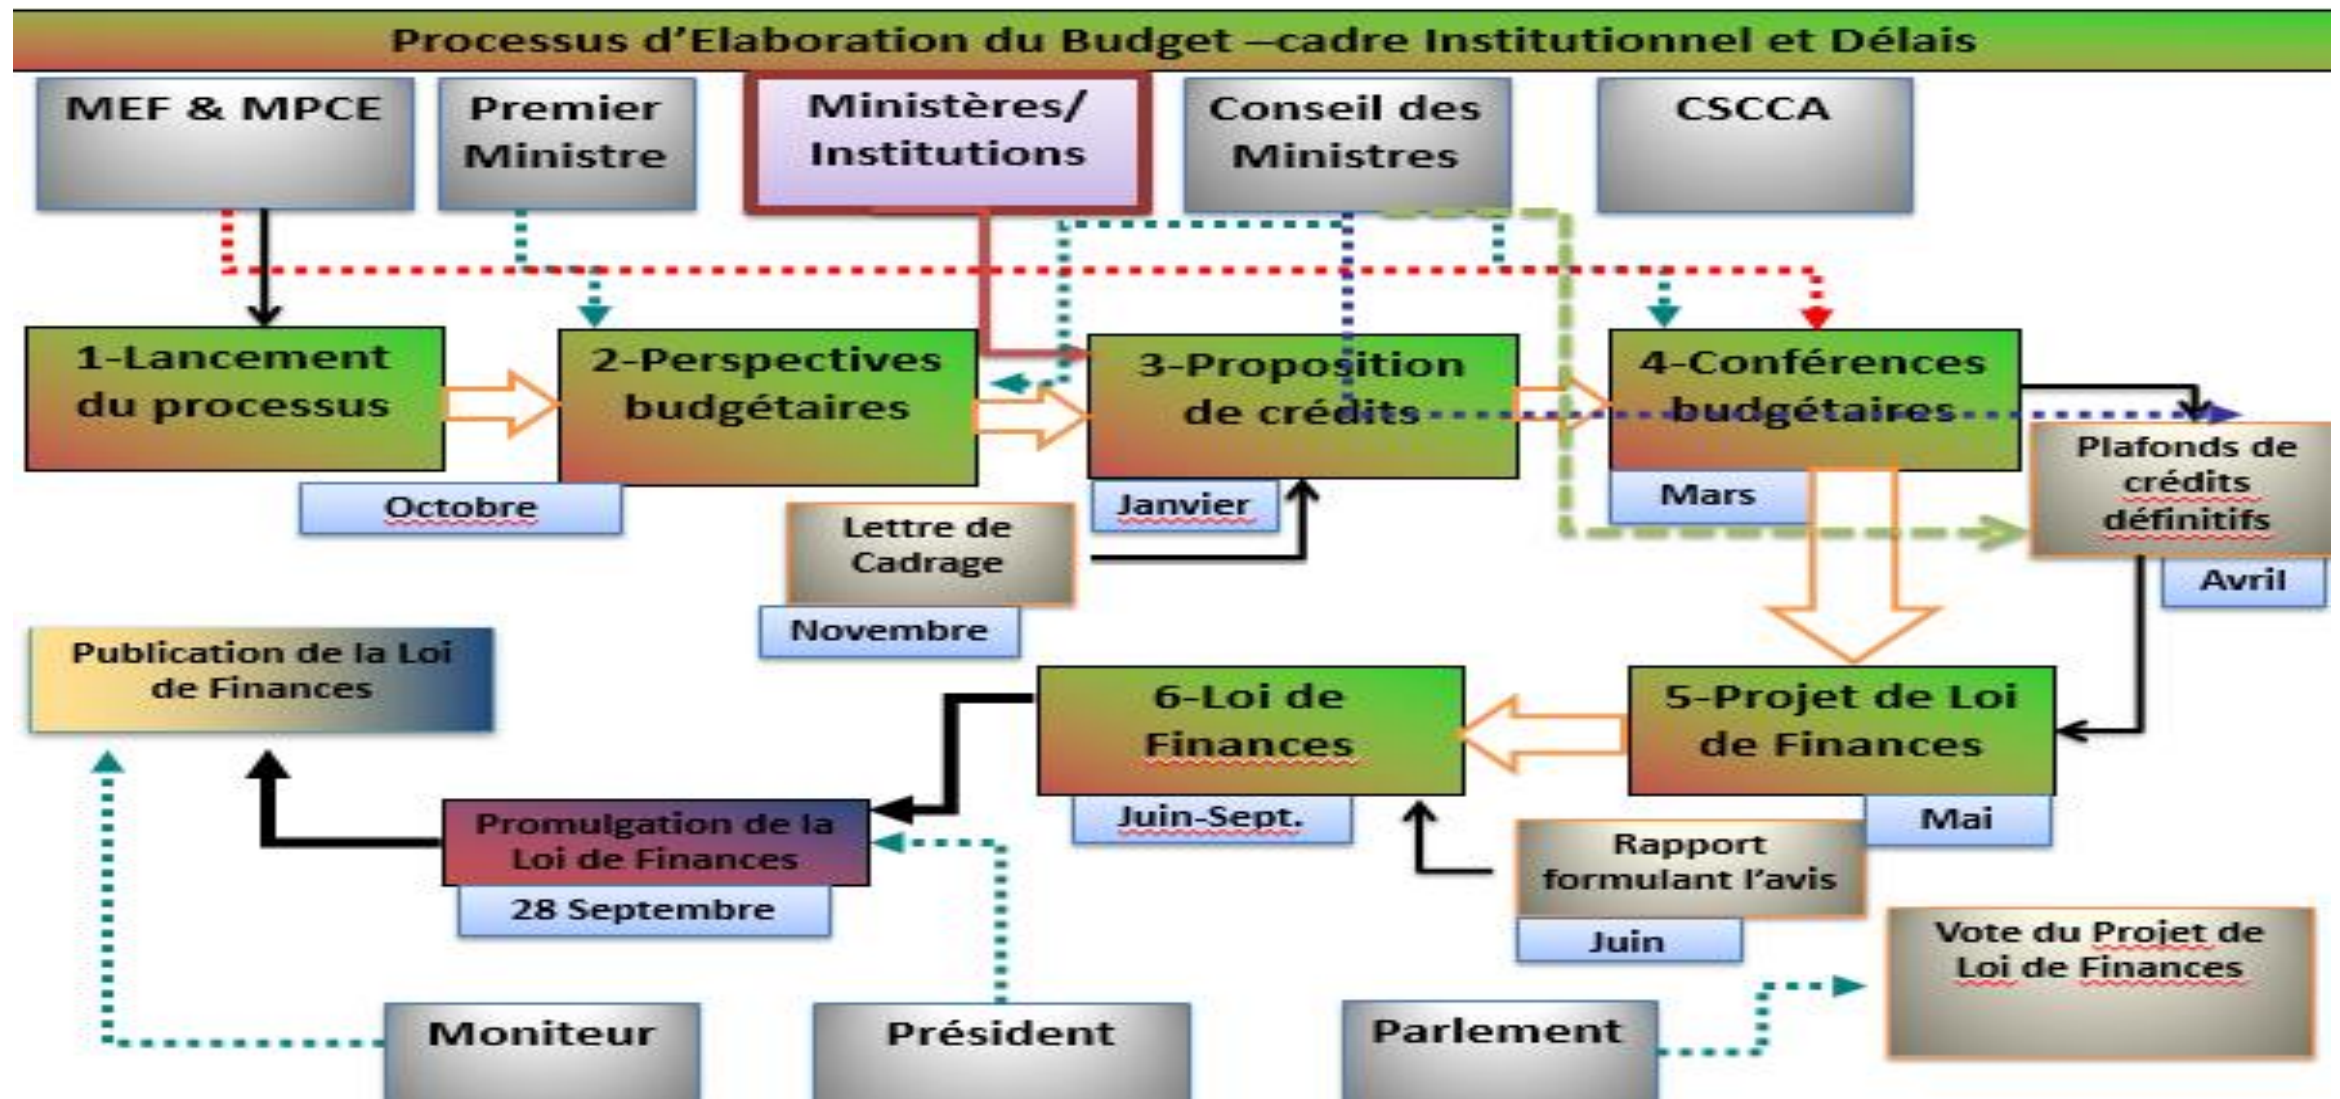 Processus d’Elaboration du Budget –cadre Institutionnel et Délais
MEF & MPCE
Premier
Ministre
Ministères/
Institutions
Conseil des
Ministres
CSCCA
1-Lancement
du processus
2-Perspectives
budgétaires
3-Proposition
de crédits
4-Conférences
budgétaires
Plafonds de
crédits
définitifs
Octobre
Lettre de
Cadrage
Janvier
Mars
Avril
Novembre
Publication de la Loi
de Finances
6-Loi de
Finances
5-Projet de Loi
de Finances
Promulgation de la
Loi de Finances
Juin-Sept.
Mai
Rapport
formulant l’avis
28 Septembre
Juin
Vote du Projet de
Loi de Finances
Moniteur
Président
Parlement